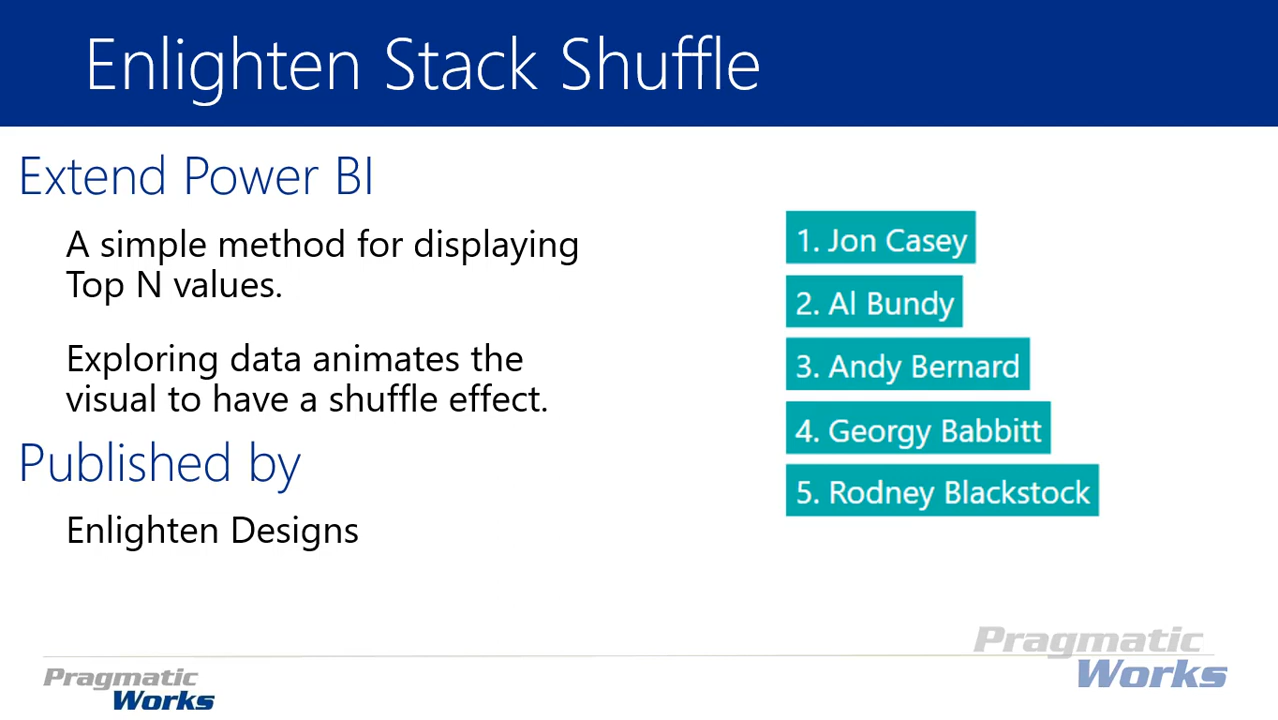 Enlighten Stack Shuffle
Extend Power BI
A simple method for displaying
Top N values.
Exploring data animates the
visual to have a shuffle effect.
Published by
Enlighten Designs
1. Jon Casey
2. Al Bundy
3. Andy Bernard
4. Georgy Babbitt
5. Rodney Blackstock
Pragmatic
Works
Pragmatic
Works